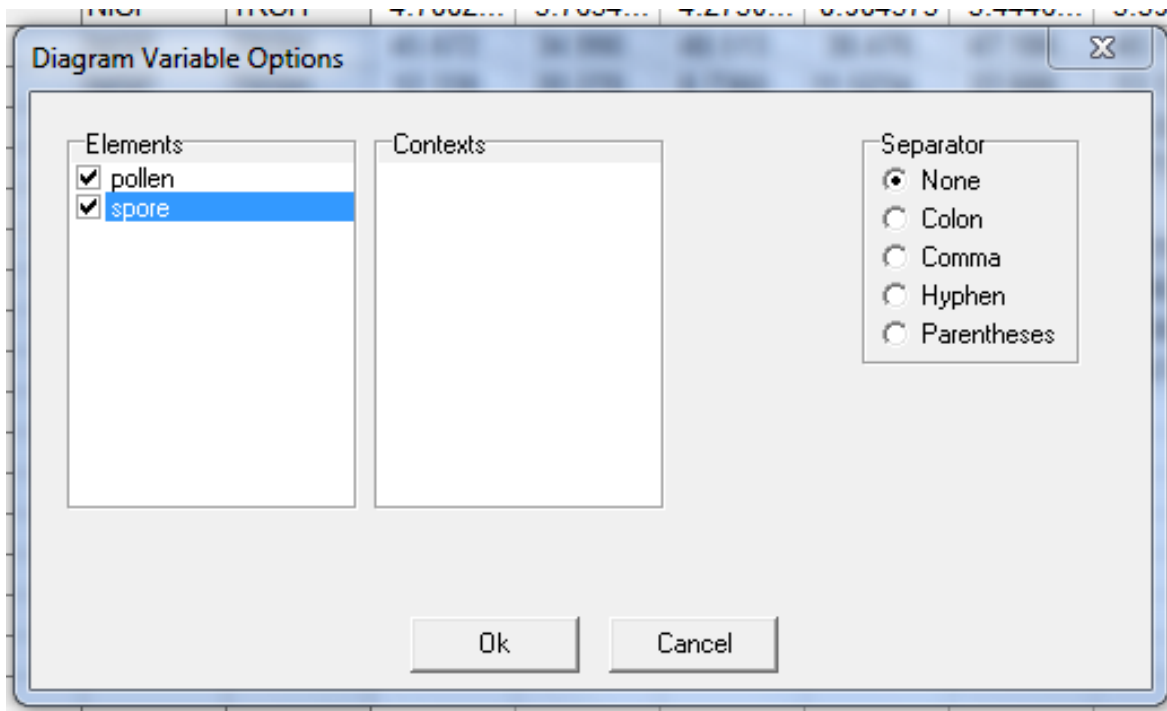 Diagram Variable Options
Elements
pollen
spore
Contexts
Separator
None
Colon
Comma
Hyphen
Parentheses
Ok
Cancel